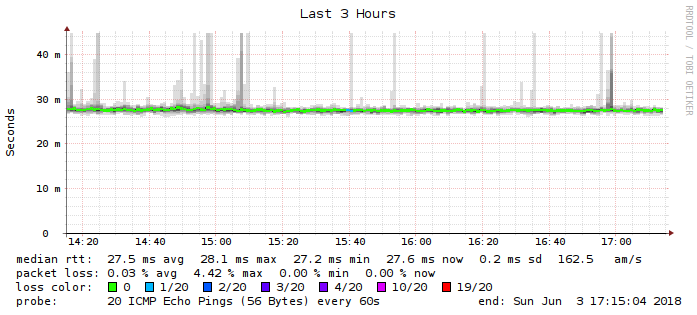 Last 3 Hours
RRDTOOL / TOBI OETIKER
Seconds
40 m
30 m
20 m
10 m
0
14:20 14:40 15:00 15:20 15:40 16:00 16:20 16:40 17:00
median rtt: 27.5 ms avg 28.1 ms max 27.2 ms min 27.6 ms now 0.2 ms sd 162.5 am/s
packet loss: 0.03 % avg 4.42 % max 0.00 % min 0.00 % now
loss color: 0 1/20 2/20 3/20 4/20 10/20 19/20
probe: 20 ICMP Echo Pings (56 Bytes) every 60s end: Sun Jun 3 17:15:04 2018